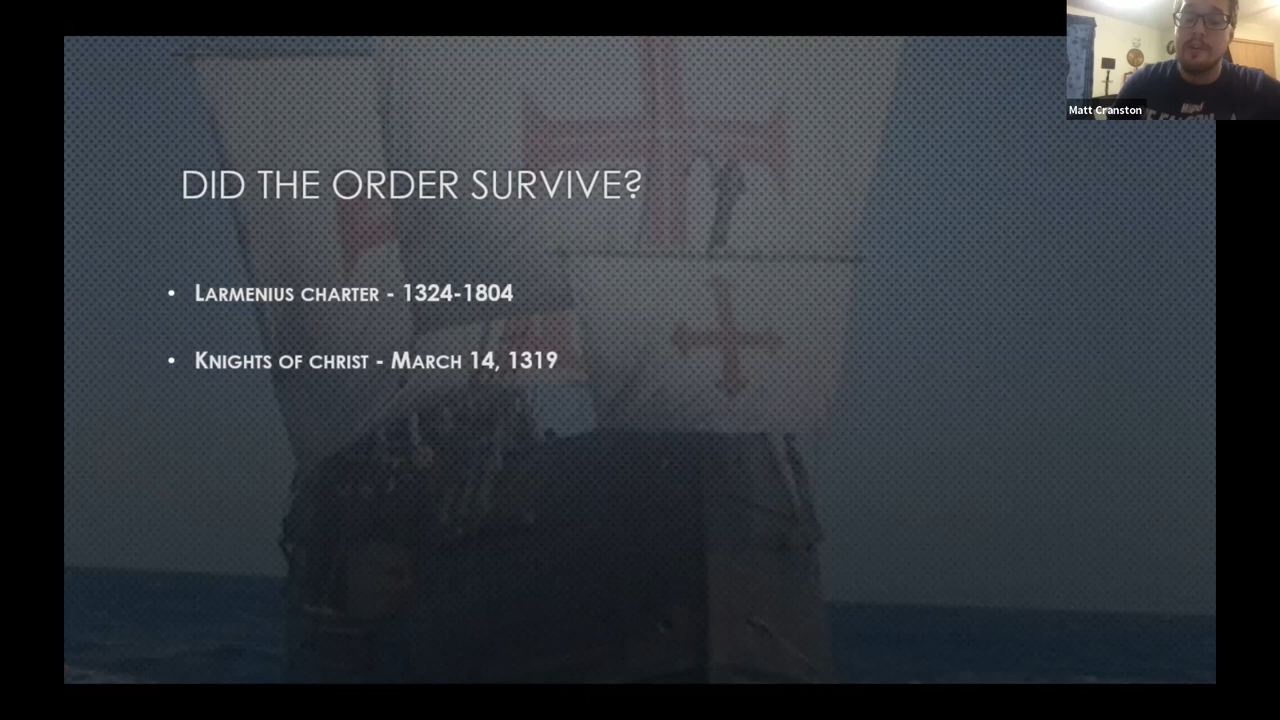 Matt Cranston
DID THE ORDER SURVIVE?
• LARMENIUS CHARTER - 1324-1804
• KNIGHTS OF CHRIST - MARCH 14, 1319